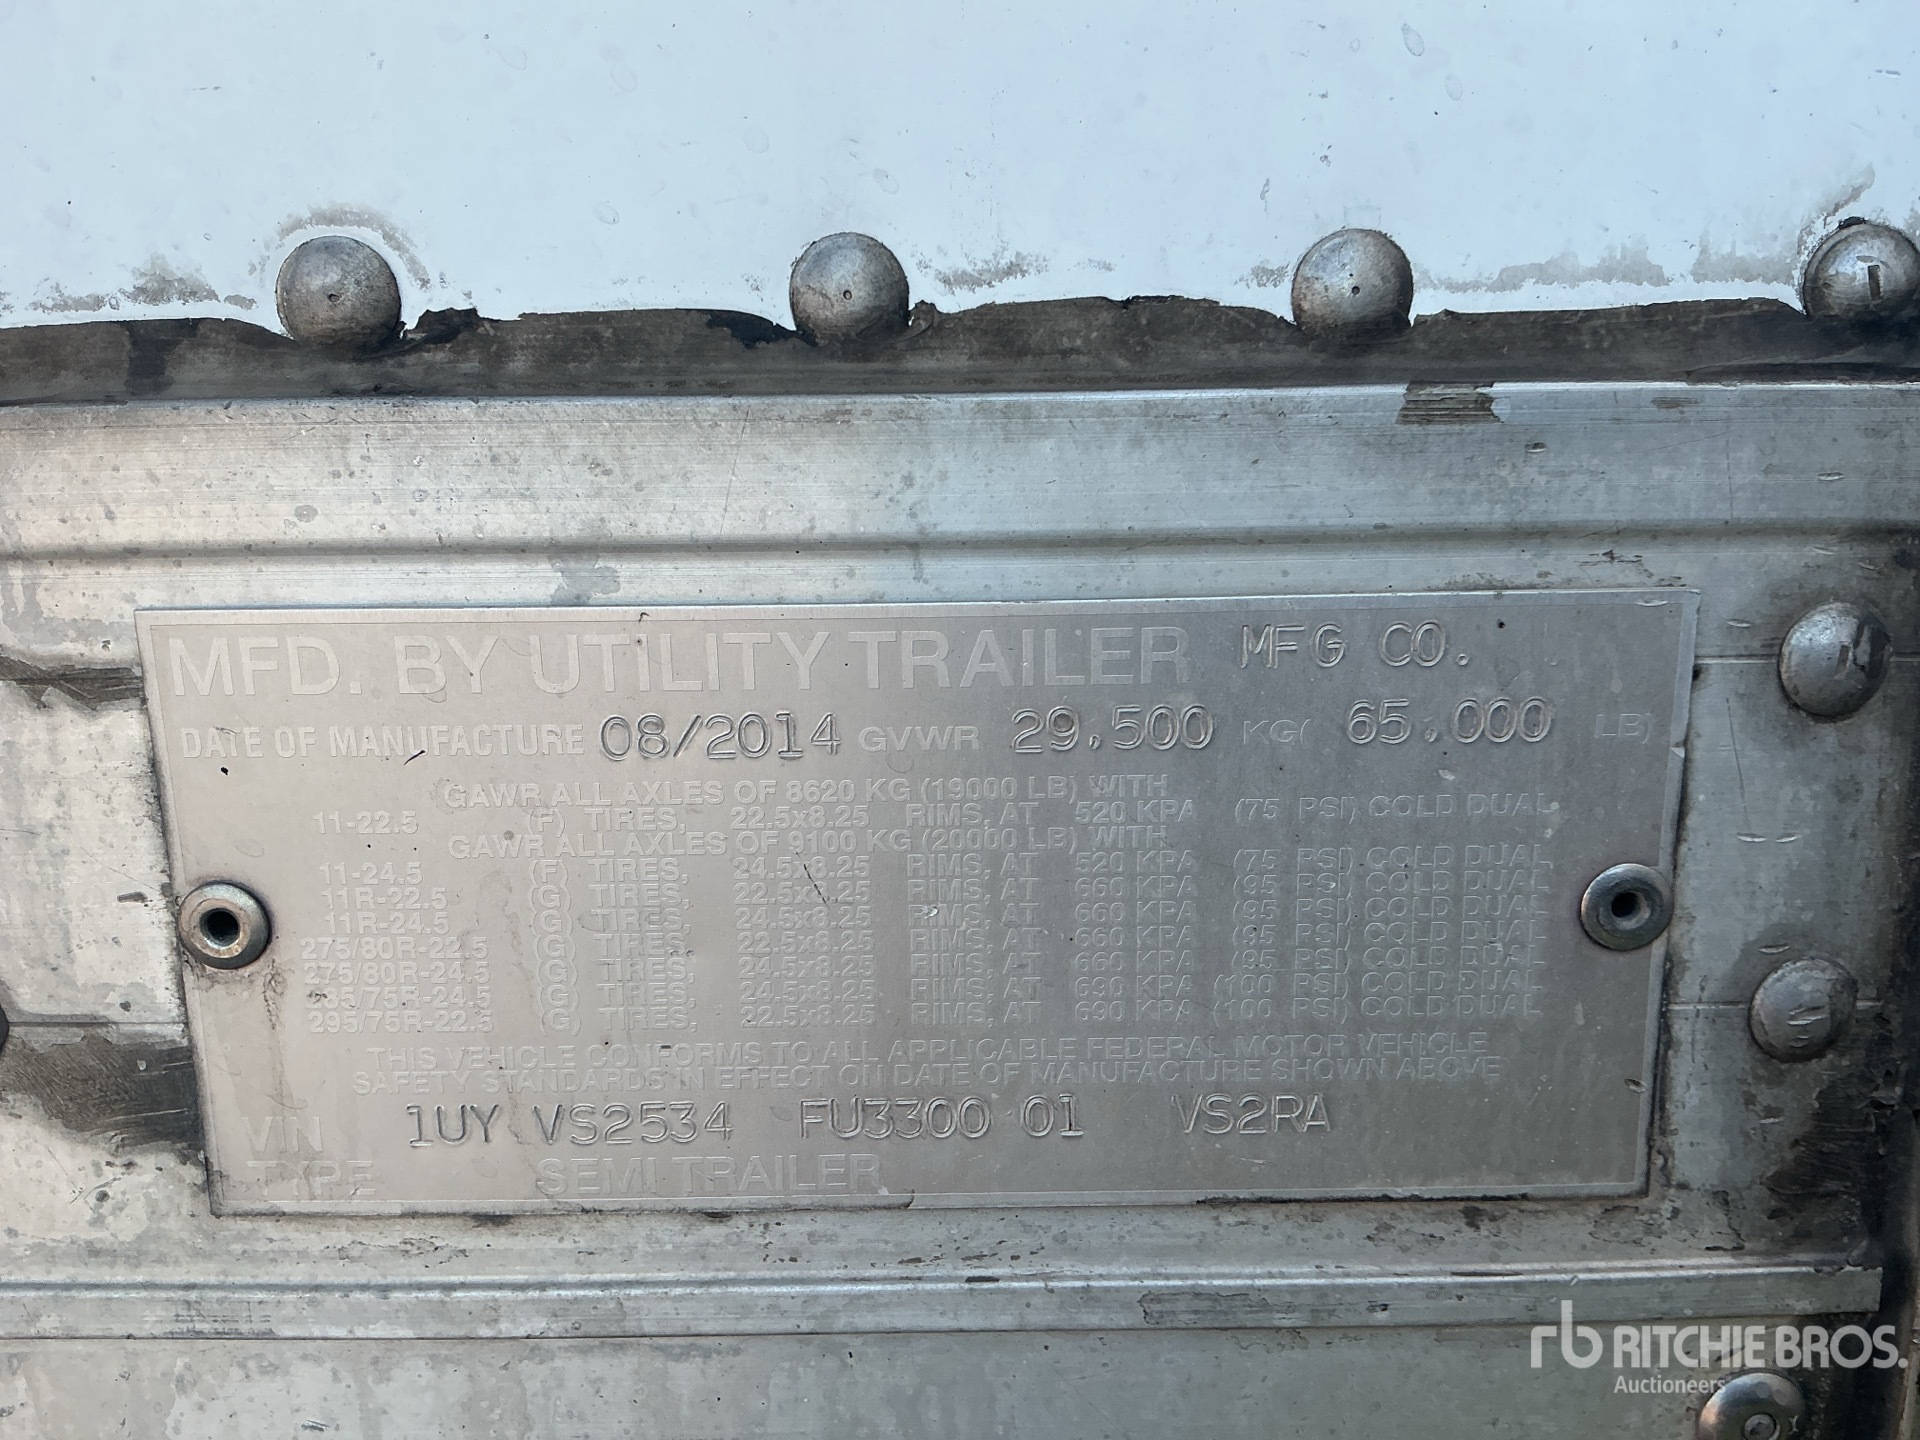 MFD. BY UTILITY TRAILER MFG CO.
DATE OF MANUFACTURE 08/2014 GVWR 29,500 KG( 65,000 LB)
GAWR ALL AXLES OF 8620 KG (19000 LB) WITH
11-22.5 (F) TIRES, 22.5x8.25 RIMS, AT 520 KPA (75 PSI) COLD DUAL
GAWR ALL AXLES OF 9100 KG (20000 LB) WITH
11-24.5 (F) TIRES, 24.5x8.25 RIMS, AT 520 KPA (75 PSI) COLD DUAL
11R-22.5 (G) TIRES, 22.5x8.25 RIMS, AT 660 KPA (95 PSI) COLD DUAL
11R-24.5 (G) TIRES, 24.5x8.25 RIMS, AT 660 KPA (95 PSI) COLD DUAL
275/80R-22.5 (G) TIRES, 22.5x8.25 RIMS, AT 660 KPA (95 PSI) COLD DUAL
275/80R-24.5 (G) TIRES, 24.5x8.25 RIMS, AT 660 KPA (95 PSI) COLD DUAL
(G) TIRES, 24.5x8.25 RIMS, AT 690 KPA (100 PSI) COLD DUAL
295/75R-22.5 (G) TIRES, 22.5x8.25 RIMS, AT 690 KPA (100 PSI) COLD DUAL
THIS VEHICLE CONFORMS TO ALL APPLICABLE FEDERAL MOTOR VEHICLE
SAFETY STANDARDS IN EFFECT ON DATE OF MANUFACTURE SHOWN ABOVE
VIN 1UY VS2534 FU3300 01 VS2RA
TYPE SEMI TRAILER
rb RITCHIE BROS.
Auctioneers